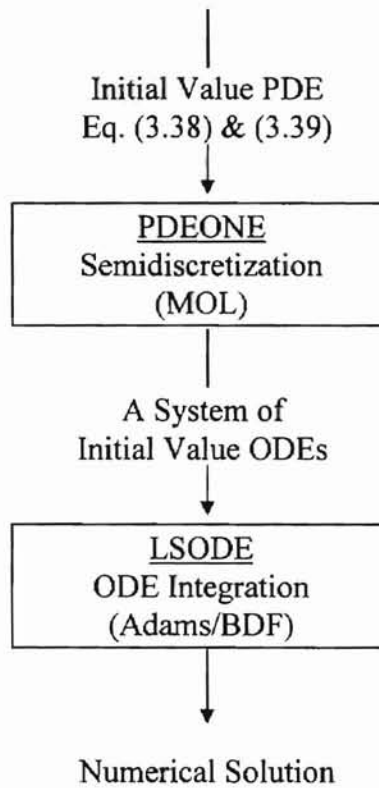 Initial Value PDE
Eq. (3.38) & (3.39)
PDEONE
Semidiscretization
(MOL)
A System of
Initial Value ODEs
LSODE
ODE Integration
(Adams/BDF)
Numerical Solution